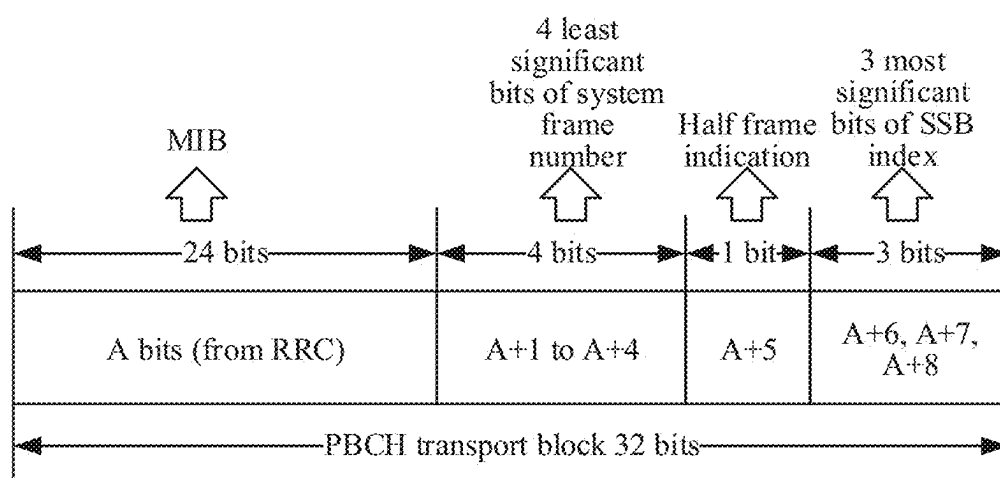 MIB
4 least
significant
bits of system
frame
number
Half frame
indication
3 most
significant
bits of SSB
index
24 bits
4 bits
1 bit
3 bits
A bits (from RRC)
A+1 to A+4
A+5
A+6, A+7,
A+8
PBCH transport block 32 bits